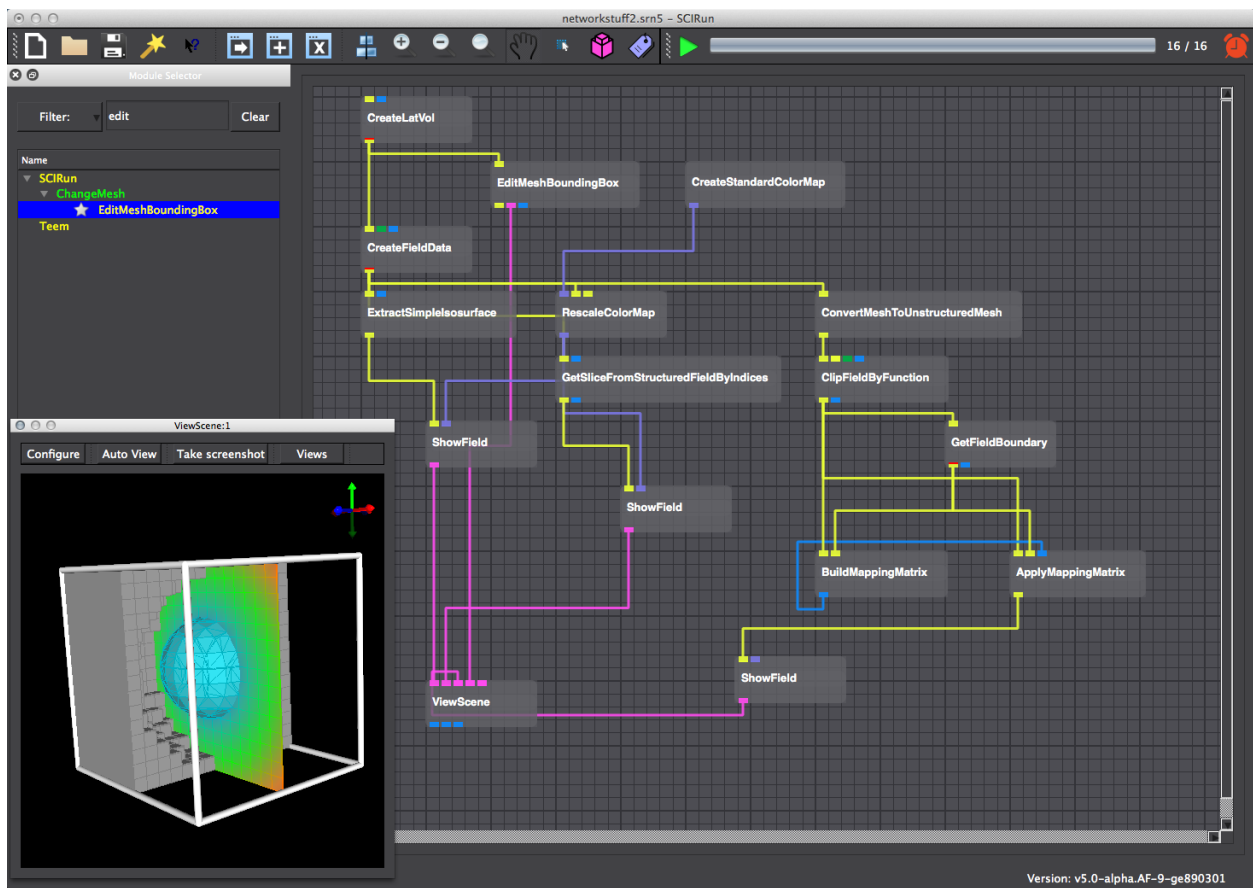 networkstuff2.srn5 – SCIRun
16 / 16
Module Selector
Filter:
edit
Clear
Name
SCIRun
ChangeMesh
EditMeshBoundingBox
Teem
CreateLatVol
EditMeshBoundingBox
CreateStandardColorMap
CreateFieldData
ExtractSimpleIsosurface
RescaleColorMap
ConvertMeshToUnstructuredMesh
GetSliceFromStructuredFieldByIndices
ClipFieldByFunction
ShowField
GetFieldBoundary
ShowField
BuildMappingMatrix
ApplyMappingMatrix
ShowField
ViewScene
ViewScene:1
Configure
Auto View
Take screenshot
Views
Version: v5.0-alpha.AF-9-ge890301